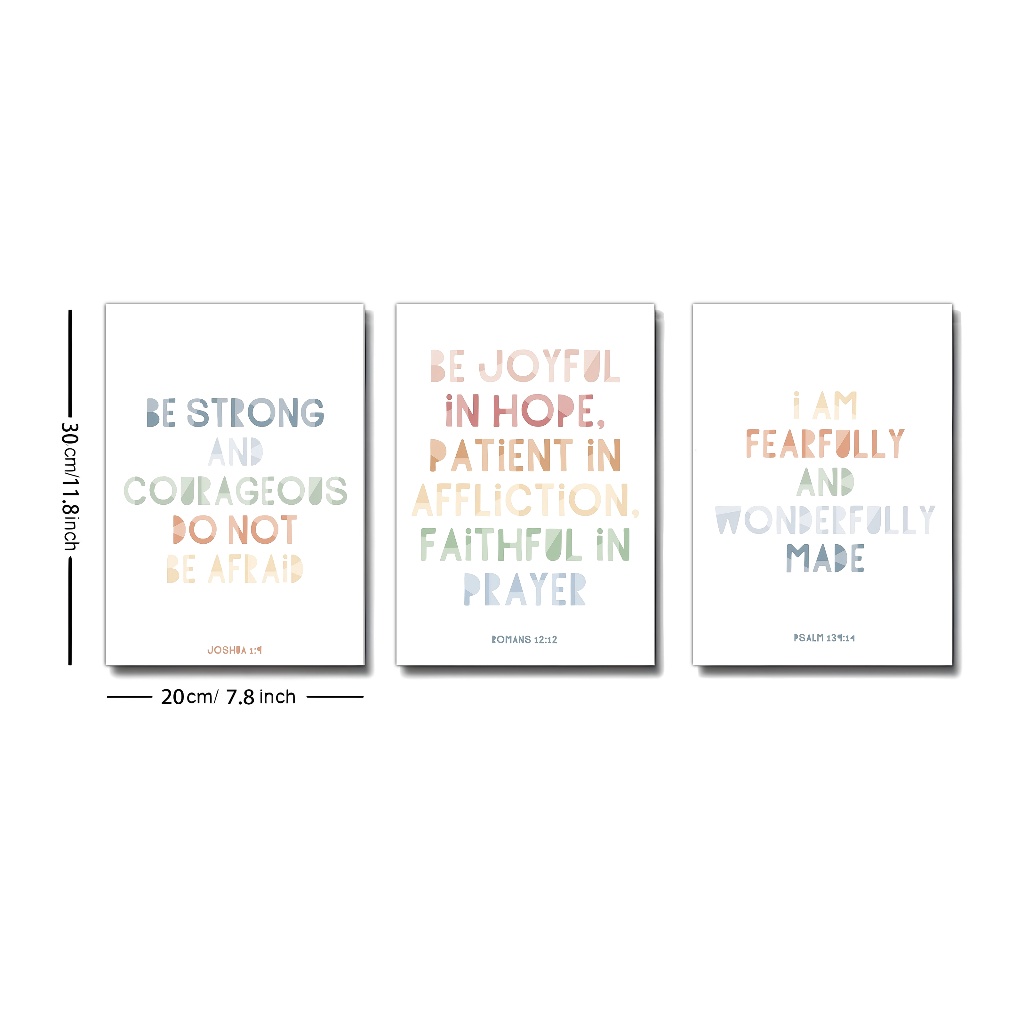 30cm/11.8inch
BE STRONG
AND
COURAGEOUS
DO NOT
BE AFRAiD
JOSHUA 1:9
20cm/ 7.8 inch
BE JOYFUL
iN HOPE,
PATiENT iN
AFFLiCTiON,
FAiTHFUL iN
PRAYER
ROMANS 12:12
i AM
FEARFULLY
AND
WONDERFULLY
MADE
PSALM 139:14